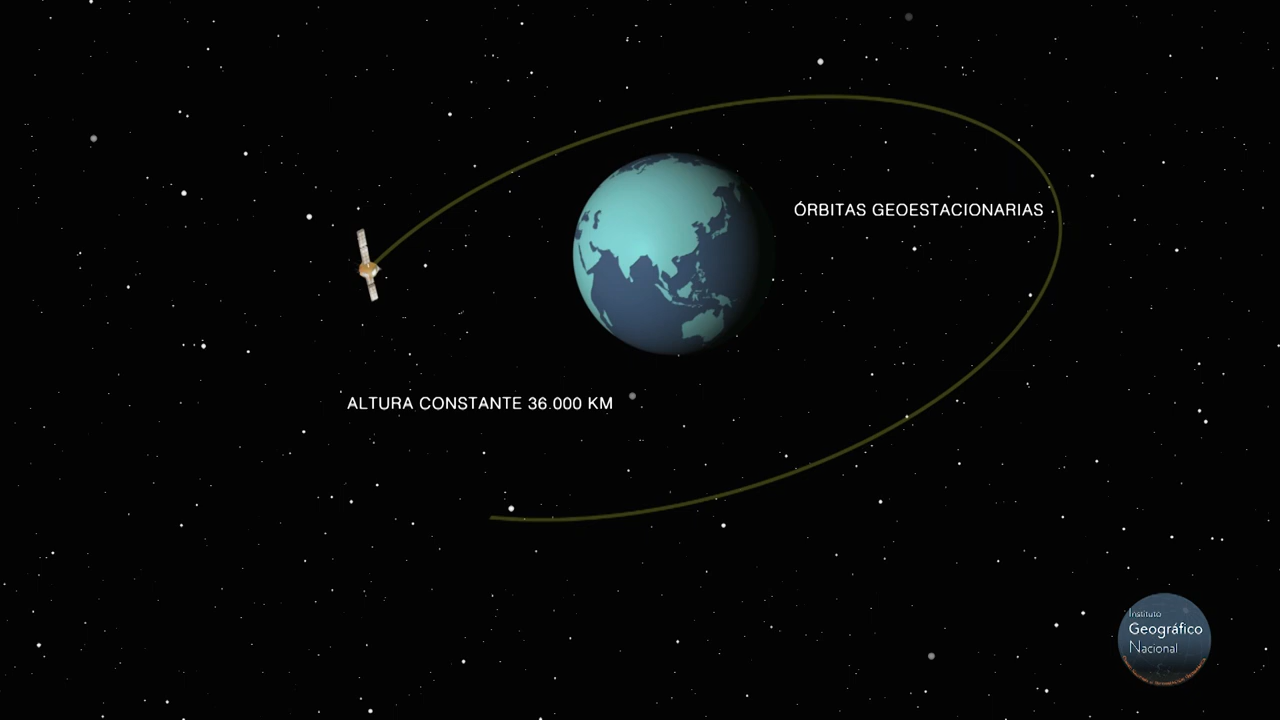 ÓRBITAS GEOESTACIONARIAS
ALTURA CONSTANTE 36.000 KM
Instituto
Geográfico
Nacional